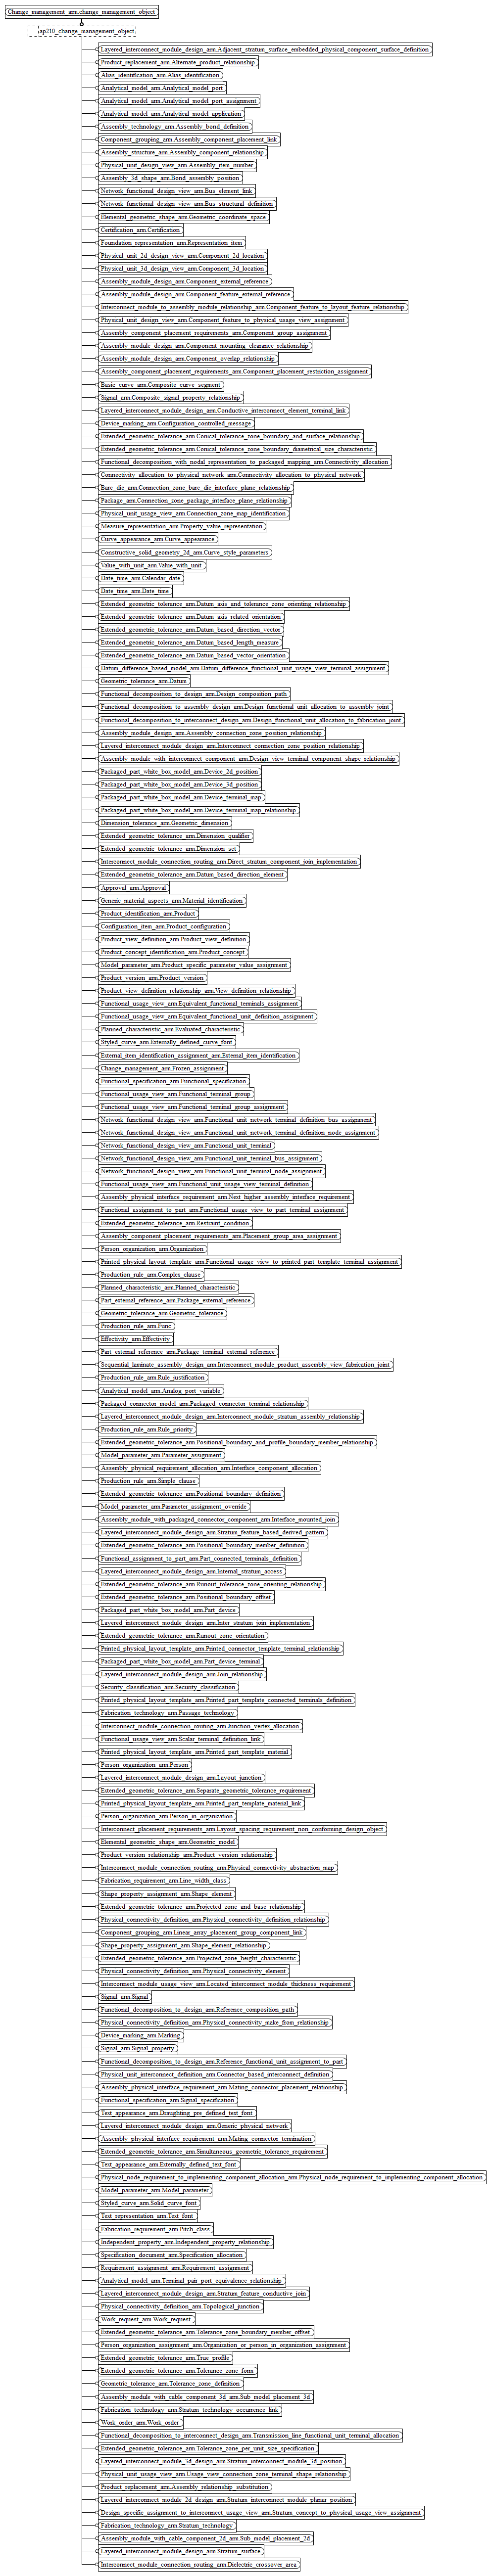 Change_management_arm.change_management_object
ap210_change_management_object
Layered_interconnect_module_design_arm.Adjacent_stratum_surface_embedded_physical_component_surface_definition
Product_replacement_arm.Alternate_product_relationship
Alias_identification_arm.Alias_identification
Analytical_model_arm.Analytical_model_port
Analytical_model_arm.Analytical_model_port_assignment
Analytical_model_arm.Analytical_model_application
Assembly_technology_arm.Assembly_bond_definition
Component_grouping_arm.Assembly_component_placement_link
Assembly_structure_arm.Assembly_component_relationship
Physical_unit_design_view_arm.Assembly_item_number
Assembly_3d_shape_arm.Bond_assembly_position
Network_functional_design_view_arm.Bus_element_link
Network_functional_design_view_arm.Bus_structural_definition
Elemental_geometric_shape_arm.Geometric_coordinate_space
Certification_arm.Certification
Foundation_representation_arm.Representation_item
Physical_unit_2d_design_view_arm.Component_2d_location
Physical_unit_3d_design_view_arm.Component_3d_location
Assembly_module_design_arm.Component_external_reference
Assembly_module_design_arm.Component_feature_external_reference
Interconnect_module_to_assembly_module_relationship_arm.Component_feature_to_layout_feature_relationship
Physical_unit_design_view_arm.Component_feature_to_physical_usage_view_assignment
Assembly_component_placement_requirements_arm.Component_group_assignment
Assembly_module_design_arm.Component_mounting_clearance_relationship
Assembly_module_design_arm.Component_overlap_relationship
Assembly_component_placement_requirements_arm.Component_placement_restriction_assignment
Basic_curve_arm.Composite_curve_segment
Signal_arm.Composite_signal_property_relationship
Layered_interconnect_module_design_arm.Conductive_interconnect_element_terminal_link
Device_marking_arm.Configuration_controlled_message
Extended_geometric_tolerance_arm.Conical_tolerance_zone_boundary_and_surface_relationship
Extended_geometric_tolerance_arm.Conical_tolerance_zone_boundary_diametrical_size_characteristic
Functional_decomposition_with_nodal_representation_to_packaged_mapping_arm.Connectivity_allocation
Connectivity_allocation_to_physical_network_arm.Connectivity_allocation_to_physical_network
Bare_die_arm.Connection_zone_bare_die_interface_plane_relationship
Package_arm.Connection_zone_package_interface_plane_relationship
Physical_unit_usage_view_arm.Connection_zone_map_identification
Measure_representation_arm.Property_value_representation
Curve_appearance_arm.Curve_appearance
Constructive_solid_geometry_2d_arm.Curve_style_parameters
Value_with_unit_arm.Value_with_unit
Date_time_arm.Calendar_date
Date_time_arm.Date_time
Extended_geometric_tolerance_arm.Datum_axis_and_tolerance_zone_orienting_relationship
Extended_geometric_tolerance_arm.Datum_axis_related_orientation
Extended_geometric_tolerance_arm.Datum_based_direction_vector
Extended_geometric_tolerance_arm.Datum_based_length_measure
Extended_geometric_tolerance_arm.Datum_based_vector_orientation
Datum_difference_based_model_arm.Datum_difference_functional_unit_usage_view_terminal_assignment
Geometric_tolerance_arm.Datum
Functional_decomposition_to_design_arm.Design_composition_path
Functional_decomposition_to_assembly_design_arm.Design_functional_unit_allocation_to_assembly_joint
Functional_decomposition_to_interconnect_design_arm.Design_functional_unit_allocation_to_fabrication_joint
Assembly_module_design_arm.Assembly_connection_zone_position_relationship
Layered_interconnect_module_design_arm.Interconnect_connection_zone_position_relationship
Assembly_module_with_interconnect_component_arm.Design_view_terminal_component_shape_relationship
Packaged_part_white_box_model_arm.Device_2d_position
Packaged_part_white_box_model_arm.Device_3d_position
Packaged_part_white_box_model_arm.Device_terminal_map
Packaged_part_white_box_model_arm.Device_terminal_map_relationship
Dimension_tolerance_arm.Geometric_dimension
Extended_geometric_tolerance_arm.Dimension_qualifier
Extended_geometric_tolerance_arm.Dimension_set
Interconnect_module_connection_routing_arm.Direct_stratum_component_join_implementation
Extended_geometric_tolerance_arm.Datum_based_direction_element
Approval_arm.Approval
Generic_material_aspects_arm.Material_identification
Product_identification_arm.Product
Configuration_item_arm.Product_configuration
Product_view_definition_arm.Product_view_definition
Product_concept_identification_arm.Product_concept
Model_parameter_arm.Product_specific_parameter_value_assignment
Product_version_arm.Product_version
Product_view_definition_relationship_arm.View_definition_relationship
Functional_usage_view_arm.Equivalent_functional_terminals_assignment
Functional_usage_view_arm.Equivalent_functional_unit_definition_assignment
Planned_characteristic_arm.Evaluated_characteristic
Styled_curve_arm.Externally_defined_curve_font
External_item_identification_assignment_arm.External_item_identification
Change_management_arm.Frozen_assignment
Functional_specification_arm.Functional_specification
Functional_usage_view_arm.Functional_terminal_group
Functional_usage_view_arm.Functional_terminal_group_assignment
Network_functional_design_view_arm.Functional_unit_network_terminal_definition_bus_assignment
Network_functional_design_view_arm.Functional_unit_network_terminal_definition_node_assignment
Network_functional_design_view_arm.Functional_unit_terminal
Network_functional_design_view_arm.Functional_unit_terminal_bus_assignment
Network_functional_design_view_arm.Functional_unit_terminal_node_assignment
Functional_usage_view_arm.Functional_unit_usage_view_terminal_definition
Assembly_physical_interface_requirement_arm.Next_higher_assembly_interface_requirement
Functional_assignment_to_part_arm.Functional_usage_view_to_part_terminal_assignment
Extended_geometric_tolerance_arm.Restraint_condition
Assembly_component_placement_requirements_arm.Placement_group_area_assignment
Person_organization_arm.Organization
Printed_physical_layout_template_arm.Functional_usage_view_to_printed_part_template_terminal_assignment
Production_rule_arm.Complex_clause
Planned_characteristic_arm.Planned_characteristic
Part_external_reference_arm.Package_external_reference
Geometric_tolerance_arm.Geometric_tolerance
Production_rule_arm.Func
Effectivity_arm.Effectivity
Part_external_reference_arm.Package_terminal_external_reference
Sequential_laminate_assembly_design_arm.Interconnect_module_product_assembly_view_fabrication_joint
Production_rule_arm.Rule_justification
Analytical_model_arm.Analog_port_variable
Packaged_connector_model_arm.Packaged_connector_terminal_relationship
Layered_interconnect_module_design_arm.Interconnect_module_stratum_assembly_relationship
Production_rule_arm.Rule_priority
Extended_geometric_tolerance_arm.Positional_boundary_and_profile_boundary_member_relationship
Model_parameter_arm.Parameter_assignment
Assembly_physical_requirement_allocation_arm.Interface_component_allocation
Production_rule_arm.Simple_clause
Extended_geometric_tolerance_arm.Positional_boundary_definition
Model_parameter_arm.Parameter_assignment_override
Assembly_module_with_packaged_connector_component_arm.Interface_mounted_join
Layered_interconnect_module_design_arm.Stratum_feature_based_derived_pattern
Extended_geometric_tolerance_arm.Positional_boundary_member_definition
Functional_assignment_to_part_arm.Part_connected_terminals_definition
Layered_interconnect_module_design_arm.Internal_stratum_access
Extended_geometric_tolerance_arm.Runout_tolerance_zone_orienting_relationship
Extended_geometric_tolerance_arm.Positional_boundary_offset
Packaged_part_white_box_model_arm.Part_device
Layered_interconnect_module_design_arm.Inter_stratum_join_implementation
Extended_geometric_tolerance_arm.Runout_zone_orientation
Printed_physical_layout_template_arm.Printed_connector_template_terminal_relationship
Packaged_part_white_box_model_arm.Part_device_terminal
Layered_interconnect_module_design_arm.Join_relationship
Security_classification_arm.Security_classification
Printed_physical_layout_template_arm.Printed_part_template_connected_terminals_definition
Fabrication_technology_arm.Passage_technology
Interconnect_module_connection_routing_arm.Junction_vertex_allocation
Functional_usage_view_arm.Scalar_terminal_definition_link
Printed_physical_layout_template_arm.Printed_part_template_material
Person_organization_arm.Person
Layered_interconnect_module_design_arm.Layout_junction
Extended_geometric_tolerance_arm.Separate_geometric_tolerance_requirement
Printed_physical_layout_template_arm.Printed_part_template_material_link
Person_organization_arm.Person_in_organization
Interconnect_placement_requirements_arm.Layout_spacing_requirement_non_conforming_design_object
Elemental_geometric_shape_arm.Geometric_model
Product_version_relationship_arm.Product_version_relationship
Interconnect_module_connection_routing_arm.Physical_connectivity_abstraction_map
Fabrication_requirement_arm.Line_width_class
Shape_property_assignment_arm.Shape_element
Extended_geometric_tolerance_arm.Projected_zone_and_base_relationship
Physical_connectivity_definition_arm.Physical_connectivity_definition_relationship
Component_grouping_arm.Linear_array_placement_group_component_link
Shape_property_assignment_arm.Shape_element_relationship
Extended_geometric_tolerance_arm.Projected_zone_height_characteristic
Physical_connectivity_definition_arm.Physical_connectivity_element
Interconnect_module_usage_view_arm.Located_interconnect_module_thickness_requirement
Signal_arm.Signal
Functional_decomposition_to_design_arm.Reference_composition_path
Physical_connectivity_definition_arm.Physical_connectivity_make_from_relationship
Device_marking_arm.Marking
Signal_arm.Signal_property
Functional_decomposition_to_design_arm.Reference_functional_unit_assignment_to_part
Physical_unit_interconnect_definition_arm.Connector_based_interconnect_definition
Assembly_physical_interface_requirement_arm.Mating_connector_placement_relationship
Functional_specification_arm.Signal_specification
Text_appearance_arm.Draughting_pre_defined_text_font
Layered_interconnect_module_design_arm.Generic_physical_network
Assembly_physical_interface_requirement_arm.Mating_connector_termination
Extended_geometric_tolerance_arm.Simultaneous_geometric_tolerance_requirement
Text_appearance_arm.Externally_defined_text_font
Physical_node_requirement_to_implementing_component_allocation_arm.Physical_node_requirement_to_implementing_component_allocation
Model_parameter_arm.Model_parameter
Styled_curve_arm.Solid_curve_font
Text_representation_arm.Text_font
Fabrication_requirement_arm.Pitch_class
Independent_property_arm.Independent_property_relationship
Specification_document_arm.Specification_allocation
Requirement_assignment_arm.Requirement_assignment
Analytical_model_arm.Terminal_pair_port_equivalence_relationship
Layered_interconnect_module_design_arm.Stratum_feature_conductive_join
Physical_connectivity_definition_arm.Topological_junction
Work_request_arm.Work_request
Extended_geometric_tolerance_arm.Tolerance_zone_boundary_member_offset
Person_organization_assignment_arm.Organization_or_person_in_organization_assignment
Extended_geometric_tolerance_arm.True_profile
Extended_geometric_tolerance_arm.Tolerance_zone_form
Geometric_tolerance_arm.Tolerance_zone_definition
Assembly_module_with_cable_component_3d_arm.Sub_model_placement_3d
Fabrication_technology_arm.Stratum_technology_occurrence_link
Work_order_arm.Work_order
Functional_decomposition_to_interconnect_design_arm.Transmission_line_functional_unit_terminal_allocation
Extended_geometric_tolerance_arm.Tolerance_zone_per_unit_size_specification
Layered_interconnect_module_3d_design_arm.Stratum_interconnect_module_3d_position
Physical_unit_usage_view_arm.Usage_view_connection_zone_terminal_shape_relationship
Product_replacement_arm.Assembly_relationship_substitution
Layered_interconnect_module_2d_design_arm.Stratum_interconnect_module_planar_position
Design_specific_assignment_to_interconnect_usage_view_arm.Stratum_concept_to_physical_usage_view_assignment
Fabrication_technology_arm.Stratum_technology
Assembly_module_with_cable_component_2d_arm.Sub_model_placement_2d
Layered_interconnect_module_design_arm.Stratum_surface
Interconnect_module_connection_routing_arm.Dielectric_crossover_area